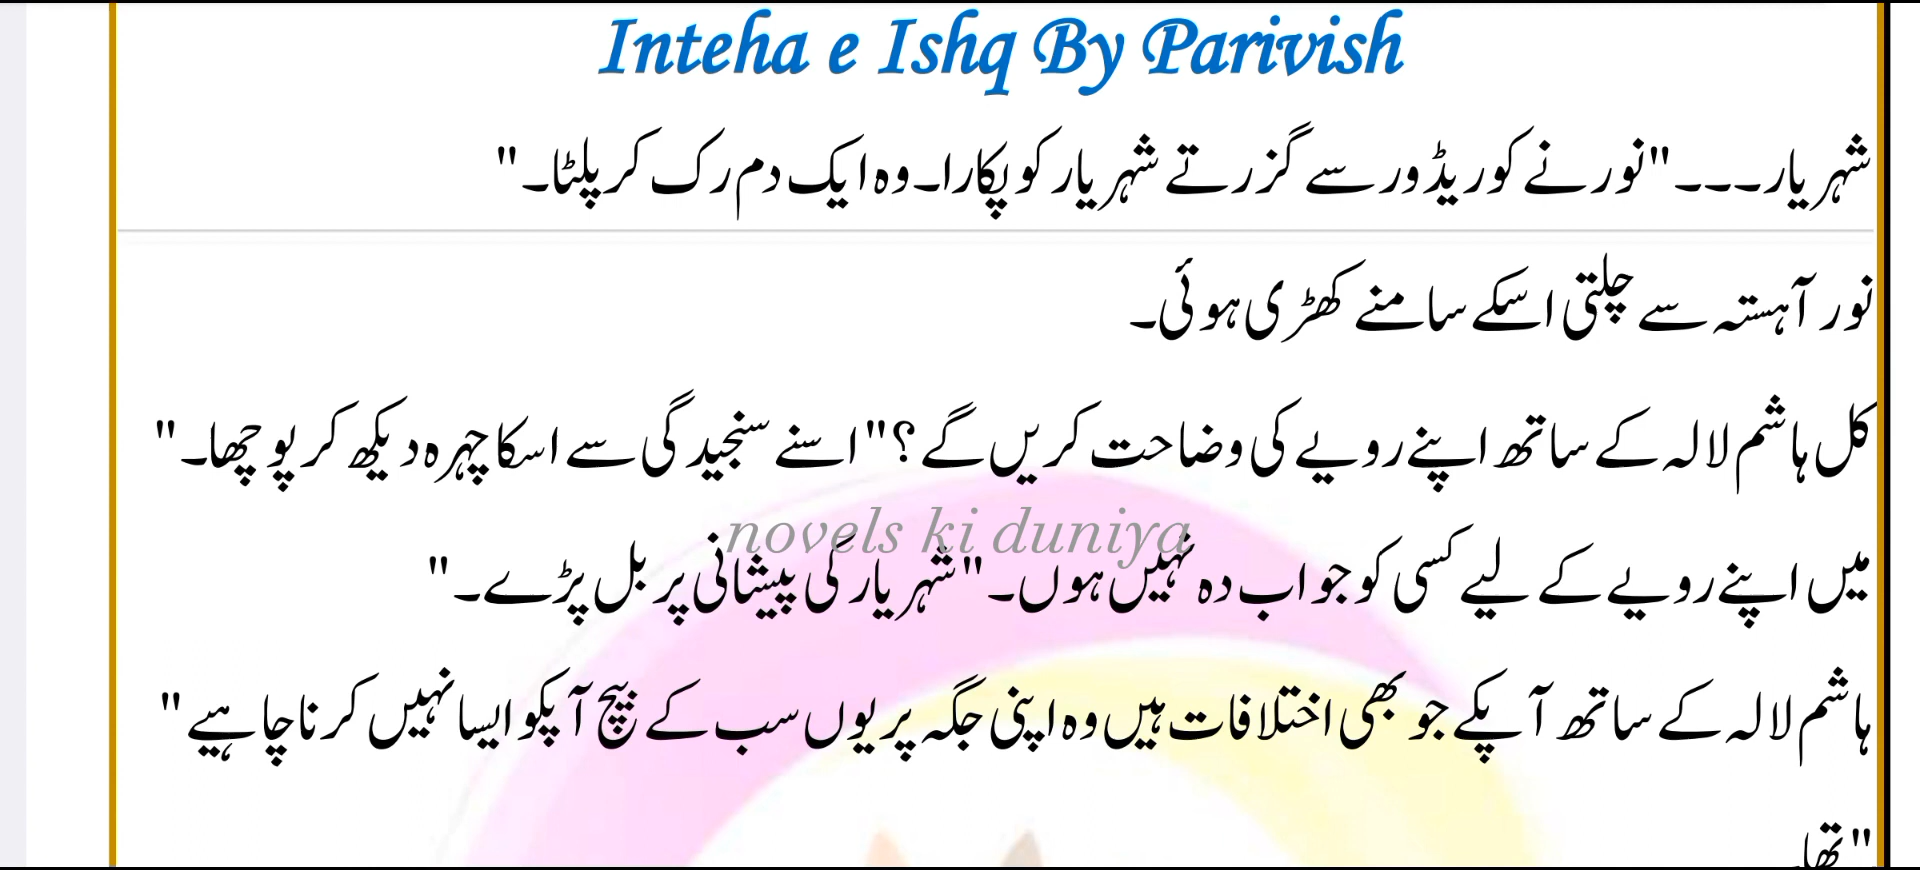 Inteha e Ishq By Parivish
شہریار۔۔۔"نور نے کوریڈور سے گزرتے شہریار کو پکارا۔وہ ایک دم رک کر پلٹا۔"
نور آہستہ سے چلتی اسکے سامنے کھڑی ہوئی۔
کل ہاشم لالہ کے ساتھ اپنے رویے کی وضاحت کریں گے؟"اسنے سنجیدگی سے اسکا چہرہ دیکھ کر پوچھا۔"
novels ki duniya
میں اپنے رویے کے لیے کسی کو جواب دہ نہیں ہوں۔"شہریار کی پیشانی پر بل پڑے۔"
ہاشم لالہ کے ساتھ آپکے جو بھی اختلافات ہیں وہ اپنی جگہ پر یوں سب کے بیچ آپکو ایسا نہیں کرنا چاہیے"
"تھا۔